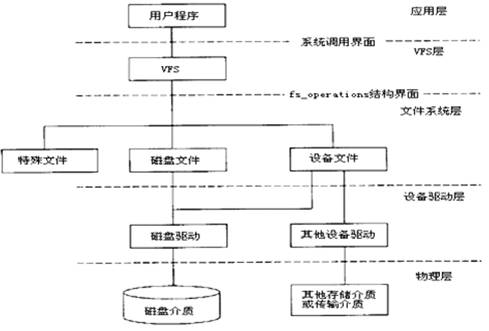 用户程序
应用层
系统调用界面
VFS层
VFS
fs_operations结构界面
文件系统层
特殊文件
磁盘文件
设备文件
设备驱动层
磁盘驱动
其他设备驱动
物理层
磁盘介质
其他存储介质
或传输介质